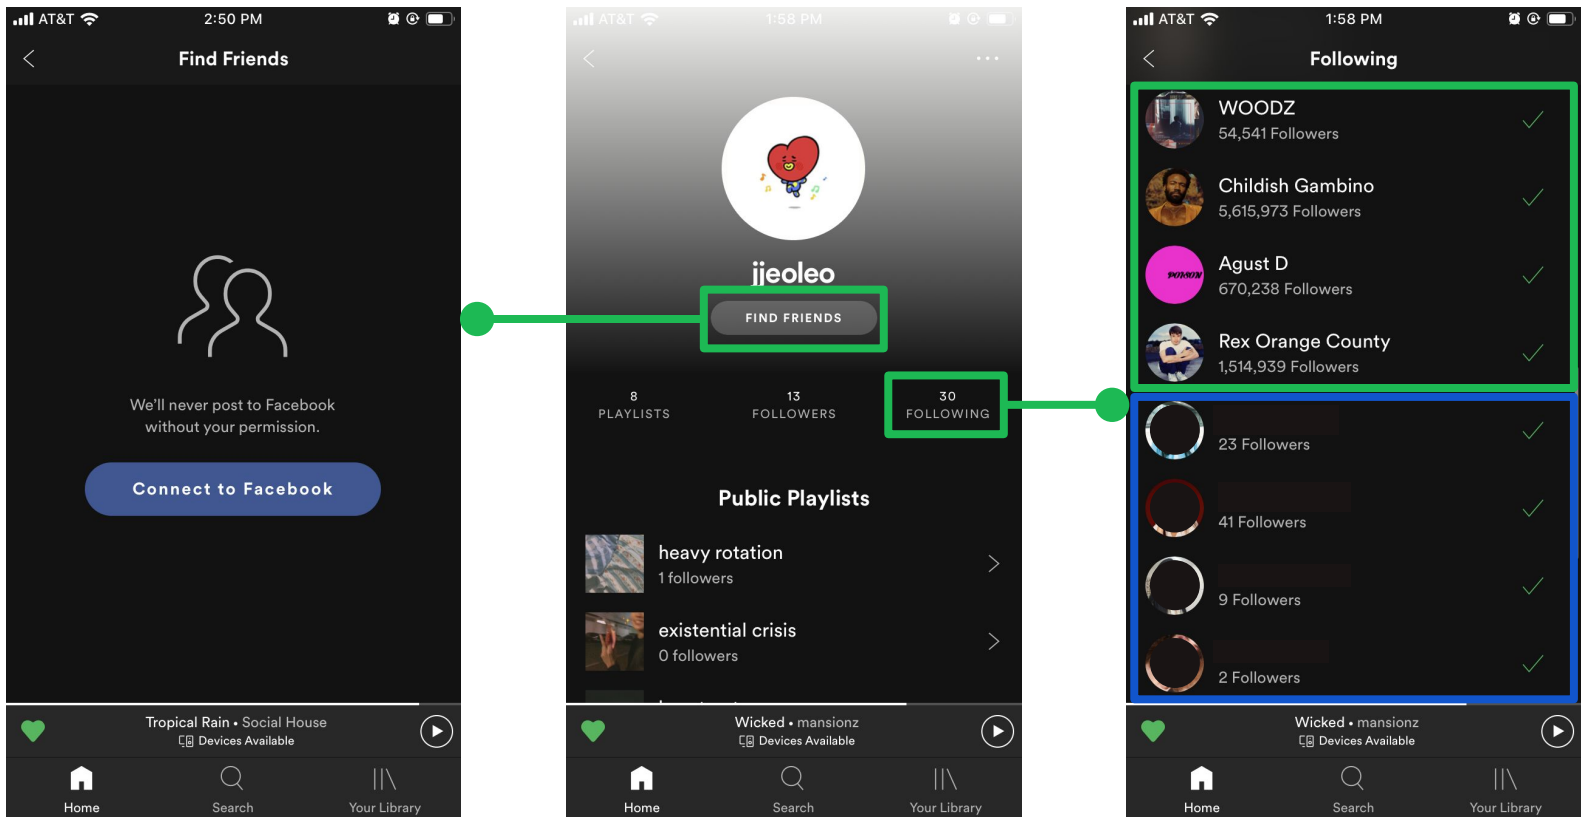 AT&T 2:50 PM
Find Friends
We'll never post to Facebook
without your permission.
Connect to Facebook
Tropical Rain • Social House
Devices Available
Home Search Your Library
AT&T 1:58 PM
jjeoleo
FIND FRIENDS
8 13 30
PLAYLISTS FOLLOWERS FOLLOWING
Public Playlists
heavy rotation
1 followers
existential crisis
0 followers
Wicked • mansionz
Devices Available
Home Search Your Library
AT&T 1:58 PM
Following
WOODZ
54,541 Followers
Childish Gambino
5,615,973 Followers
POISON
Agust D
670,238 Followers
Rex Orange County
1,514,939 Followers
23 Followers
41 Followers
9 Followers
2 Followers
Wicked • mansionz
Devices Available
Home Search Your Library